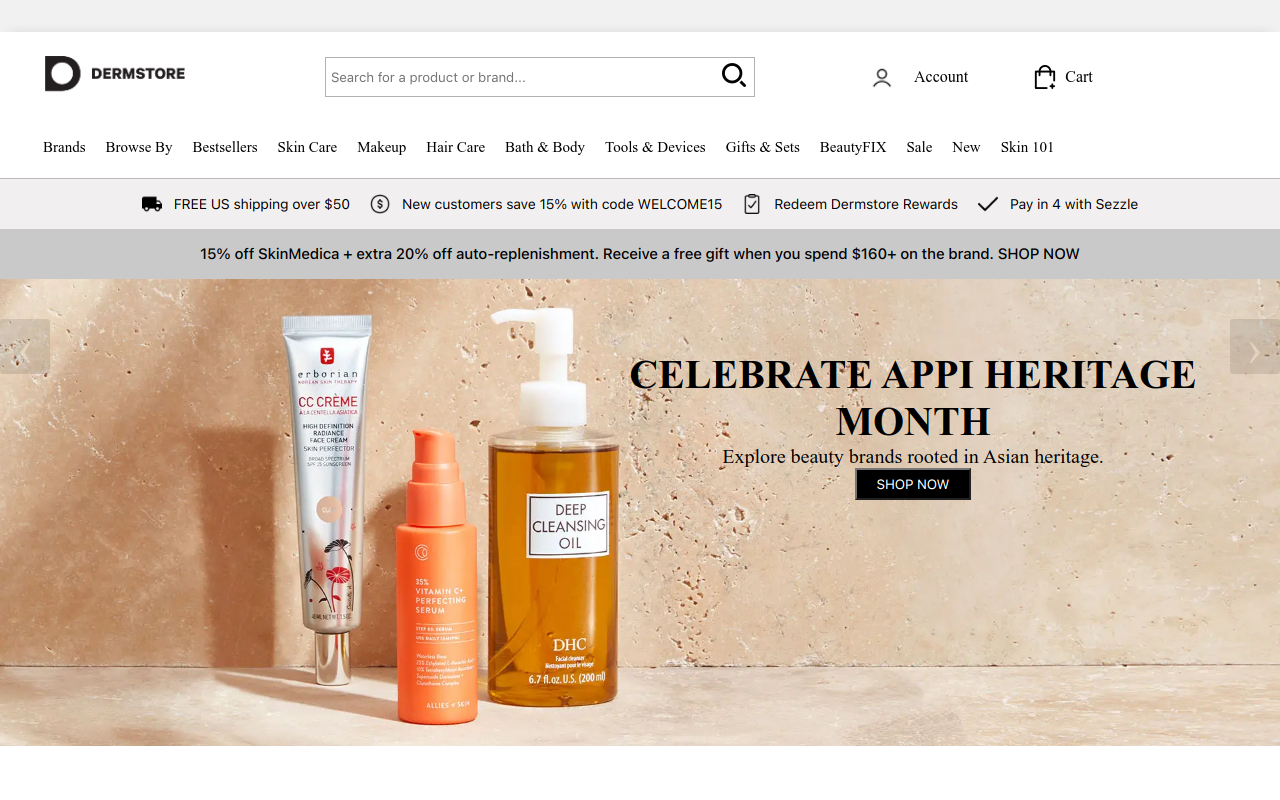 DERMSTORE
Search for a product or brand...
Account
Cart
Brands Browse By Bestsellers Skin Care Makeup Hair Care Bath & Body Tools & Devices Gifts & Sets BeautyFIX Sale New Skin 101
FREE US shipping over $50 New customers save 15% with code WELCOME15 Redeem Dermstore Rewards Pay in 4 with Sezzle
15% off SkinMedica + extra 20% off auto-replenishment. Receive a free gift when you spend $160+ on the brand. SHOP NOW
CELEBRATE APPI HERITAGE
MONTH
Explore beauty brands rooted in Asian heritage.
SHOP NOW
erborian
KOREAN SKIN THERAPY
CC CRÈME
À LA CENTELLA ASIATICA
HIGH DEFINITION
RADIANCE
FACE CREAM
SKIN PERFECTOR
BROAD SPECTRUM
SPF 25 SUNSCREEN
35%
VITAMIN C+
PERFECTING
SERUM
ALLIES of SKIN
DEEP
CLEANSING
OIL
DHC
Facial cleanser
Nettoyant pour le visage
6.7 fl. oz. U.S. (200 ml)